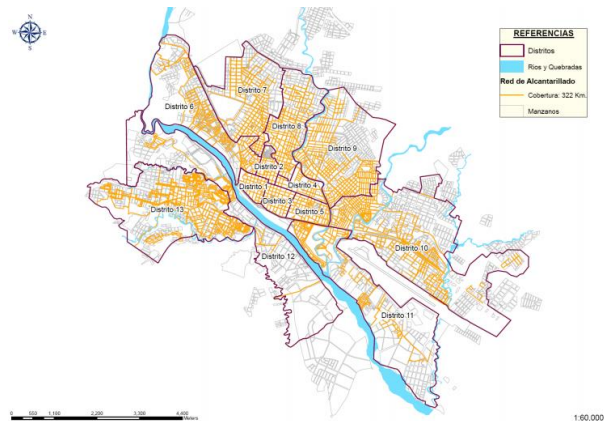 N
W
E
S
REFERENCIAS
Distritos
Ríos y Quebradas
Red de Alcantarillado
Cobertura: 322 Km.
Manzanos
Distrito 7
Distrito 6
Distrito 8
Distrito 9
Distrito 2
Distrito 1
Distrito 4
Distrito 3
Distrito 5
Distrito 13
Distrito 10
Distrito 12
Distrito 11
0 550 1,100 2,200 3,300 4,400
Meters
1:60,000